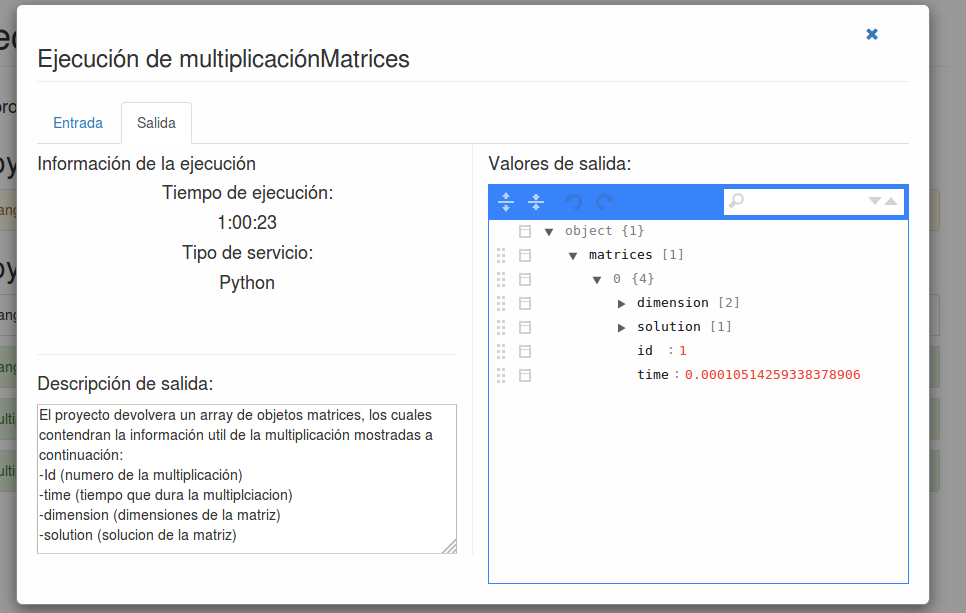 Ejecución de multiplicaciónMatrices
Entrada
Salida
Información de la ejecución
Tiempo de ejecución:
1:00:23
Tipo de servicio:
Python
Descripción de salida:
El proyecto devolvera un array de objetos matrices, los cuales
contendran la información util de la multiplicación mostradas a
continuación:
-Id (numero de la multiplicación)
-time (tiempo que dura la multiplciacion)
-dimension (dimensiones de la matriz)
-solution (solucion de la matriz)
Valores de salida:
object {1}
matrices [1]
0 {4}
dimension [2]
solution [1]
id : 1
time : 0.00010514259338378906